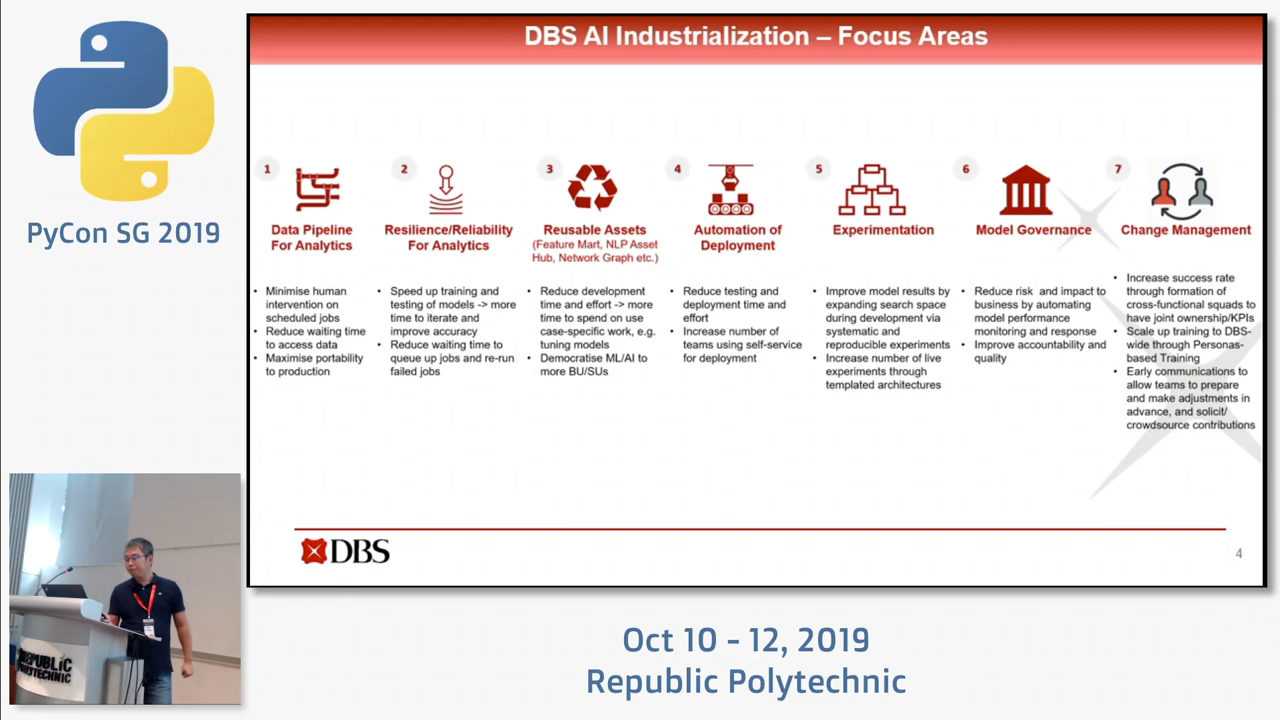 PyCon SG 2019
DBS AI Industrialization – Focus Areas
1
Data Pipeline
For Analytics
• Minimise human
intervention on
scheduled jobs
• Reduce waiting time
to access data
• Maximise portability
to production
2
Resilience/Reliability
For Analytics
• Speed up training and
testing of models -> more
time to iterate and
improve accuracy
• Reduce waiting time to
queue up jobs and re-run
failed jobs
3
Reusable Assets
(Feature Mart, NLP Asset
Hub, Network Graph etc.)
• Reduce development
time and effort -> more
time to spend on use
case-specific work, e.g.
tuning models
• Democratise ML/AI to
more BU/SUs
4
Automation of
Deployment
• Reduce testing and
deployment time and
effort
• Increase number of
teams using self-service
for deployment
5
Experimentation
• Improve model results by
expanding search space
during development via
systematic and
reproducible experiments
• Increase number of live
experiments through
templated architectures
6
Model Governance
• Reduce risk and impact to
business by automating
model performance
monitoring and response
• Improve accountability and
quality
7
Change Management
• Increase success rate
through formation of
cross-functional squads to
have joint ownership/KPIs
• Scale up training to DBS-
wide through Personas-
based Training
• Early communications to
allow teams to prepare
and make adjustments in
advance, and solicit/
crowdsource contributions
DBS
4
REPUBLIC
POLYTECHNIC
Oct 10 - 12, 2019
Republic Polytechnic